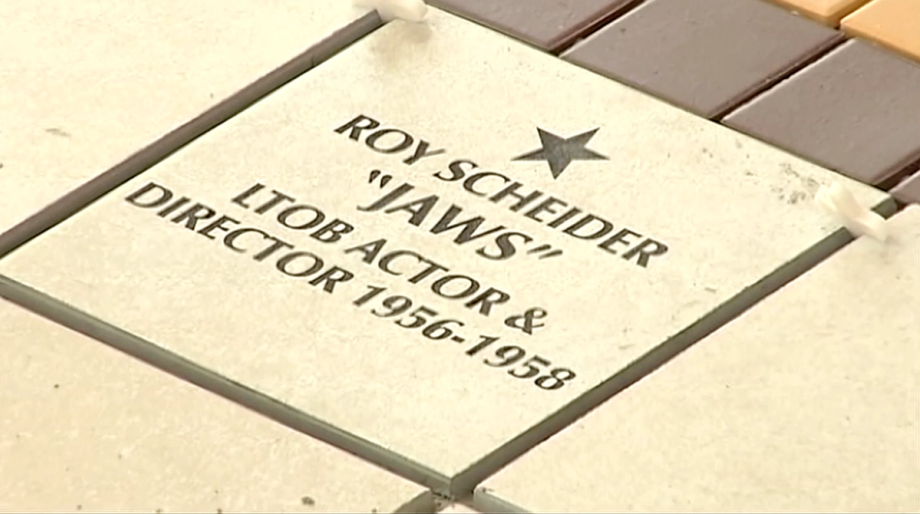 ROY SCHEIDER
"JAWS"
LTOB ACTOR &
DIRECTOR 1956-1958